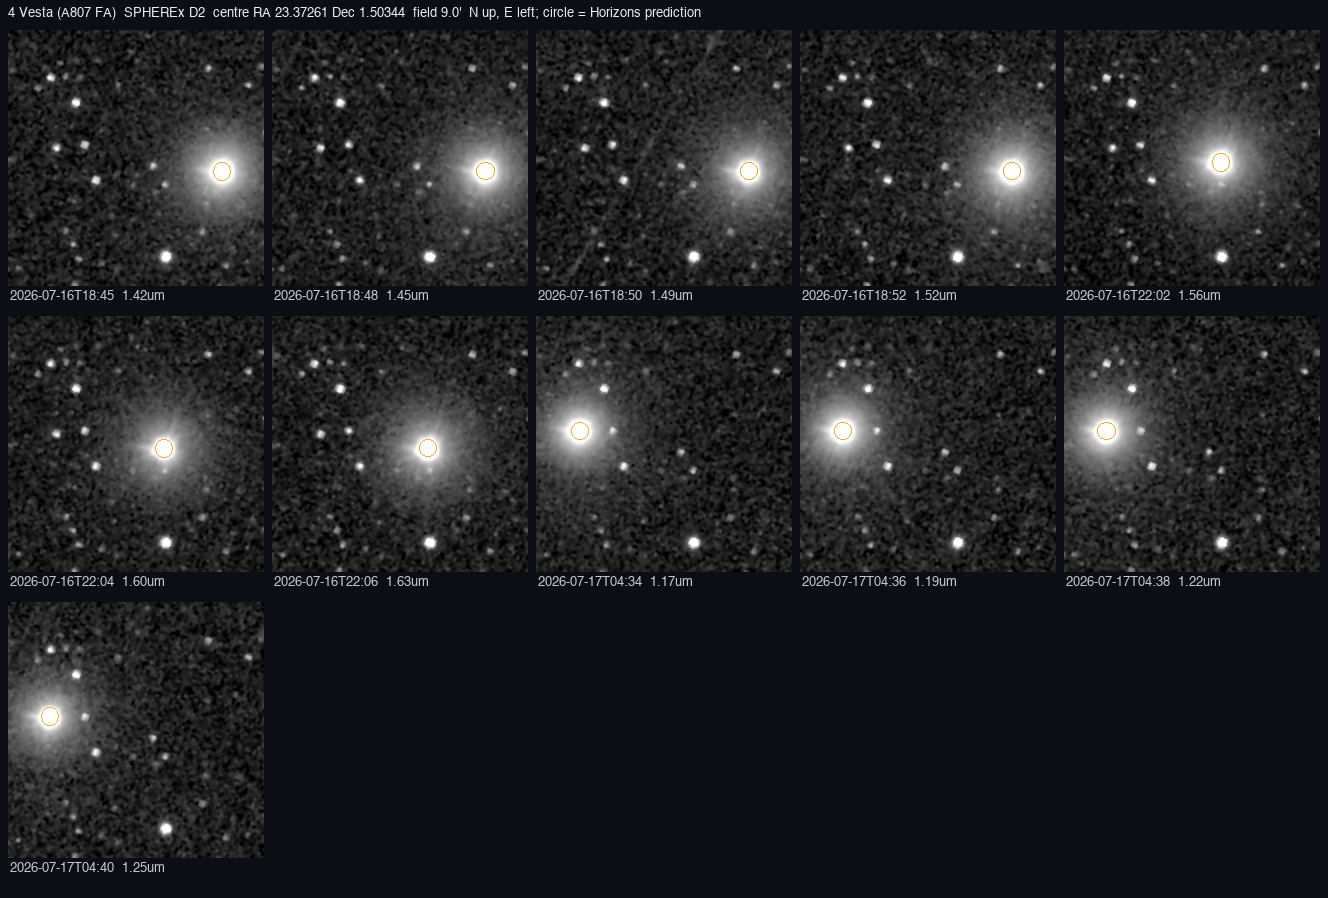 4 Vesta (A807 FA)  SPHEREx D2  centre RA 23.37261 Dec 1.50344  field 9.0'  N up, E left; circle = Horizons prediction
2026-07-16T18:45  1.42um
2026-07-16T18:48  1.45um
2026-07-16T18:50  1.49um
2026-07-16T18:52  1.52um
2026-07-16T22:02  1.56um
2026-07-16T22:04  1.60um
2026-07-16T22:06  1.63um
2026-07-17T04:34  1.17um
2026-07-17T04:36  1.19um
2026-07-17T04:38  1.22um
2026-07-17T04:40  1.25um